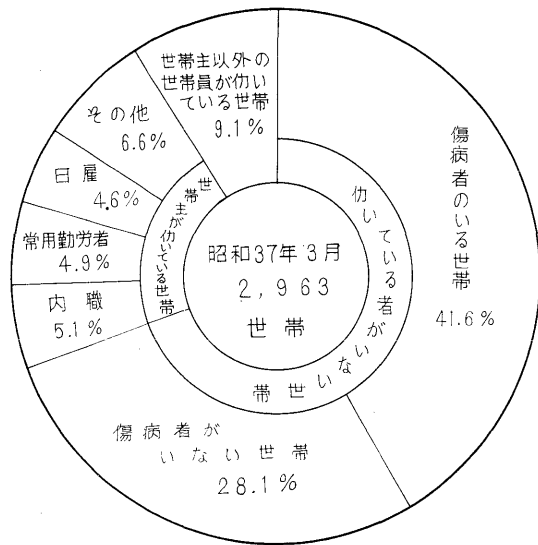 世帯主以外の
世帯員が仂い
ている世帯
9.1%
その他
6.6%
日雇
4.6%
常用勤労者
4.9%
内職
5.1%
世帯主が仂いている世帯
昭和37年3月
2,963
世帯
仂いている者がいない世帯
傷病者のいる世帯
41.6%
傷病者が
いない世帯
28.1%